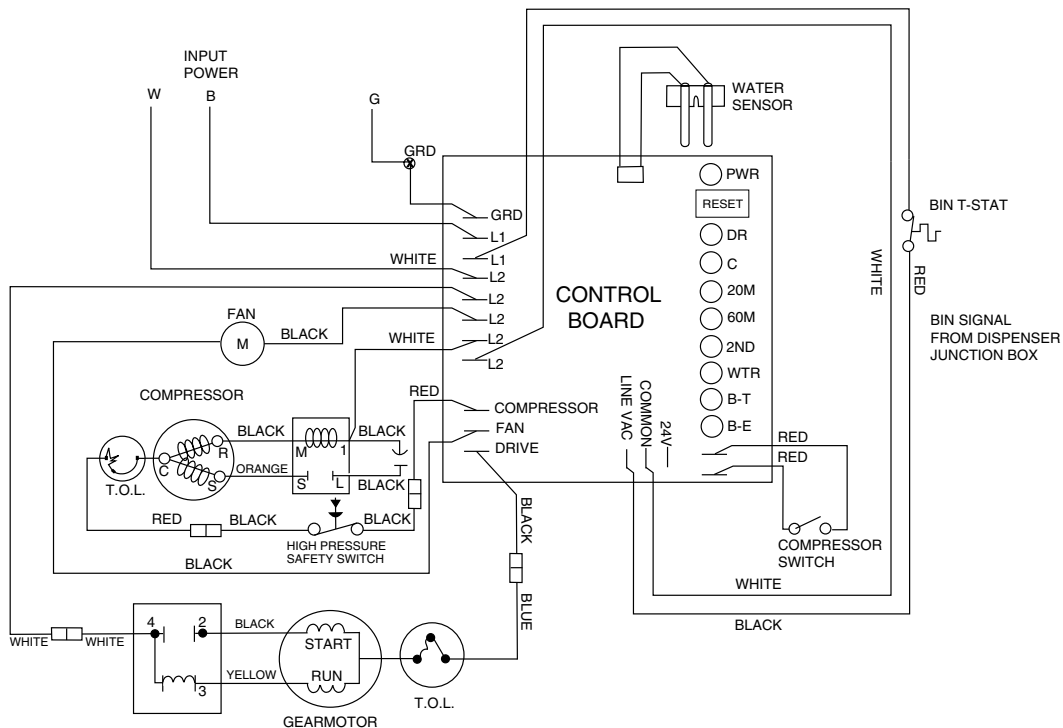 INPUT
POWER
W
B
G
GRD
WATER
SENSOR
PWR
RESET
GRD
L1
L1
WHITE
L2
L2
L2
WHITE
L2
L2
DR
C
20M
60M
2ND
WTR
B-T
B-E
CONTROL
BOARD
WHITE
BIN T-STAT
RED
BIN SIGNAL
FROM DISPENSER
JUNCTION BOX
FAN
M
BLACK
COMPRESSOR
RED
COMPRESSOR
FAN
DRIVE
LINE VAC
COMMON
24V
RED
RED
COMPRESSOR
SWITCH
BLACK
M
1
BLACK
R
C
S
ORANGE
S
L
BLACK
T.O.L.
RED
BLACK
BLACK
HIGH PRESSURE
SAFETY SWITCH
BLACK
BLACK
BLUE
WHITE
BLACK
WHITE
WHITE
4
2
3
BLACK
YELLOW
START
RUN
GEARMOTOR
T.O.L.